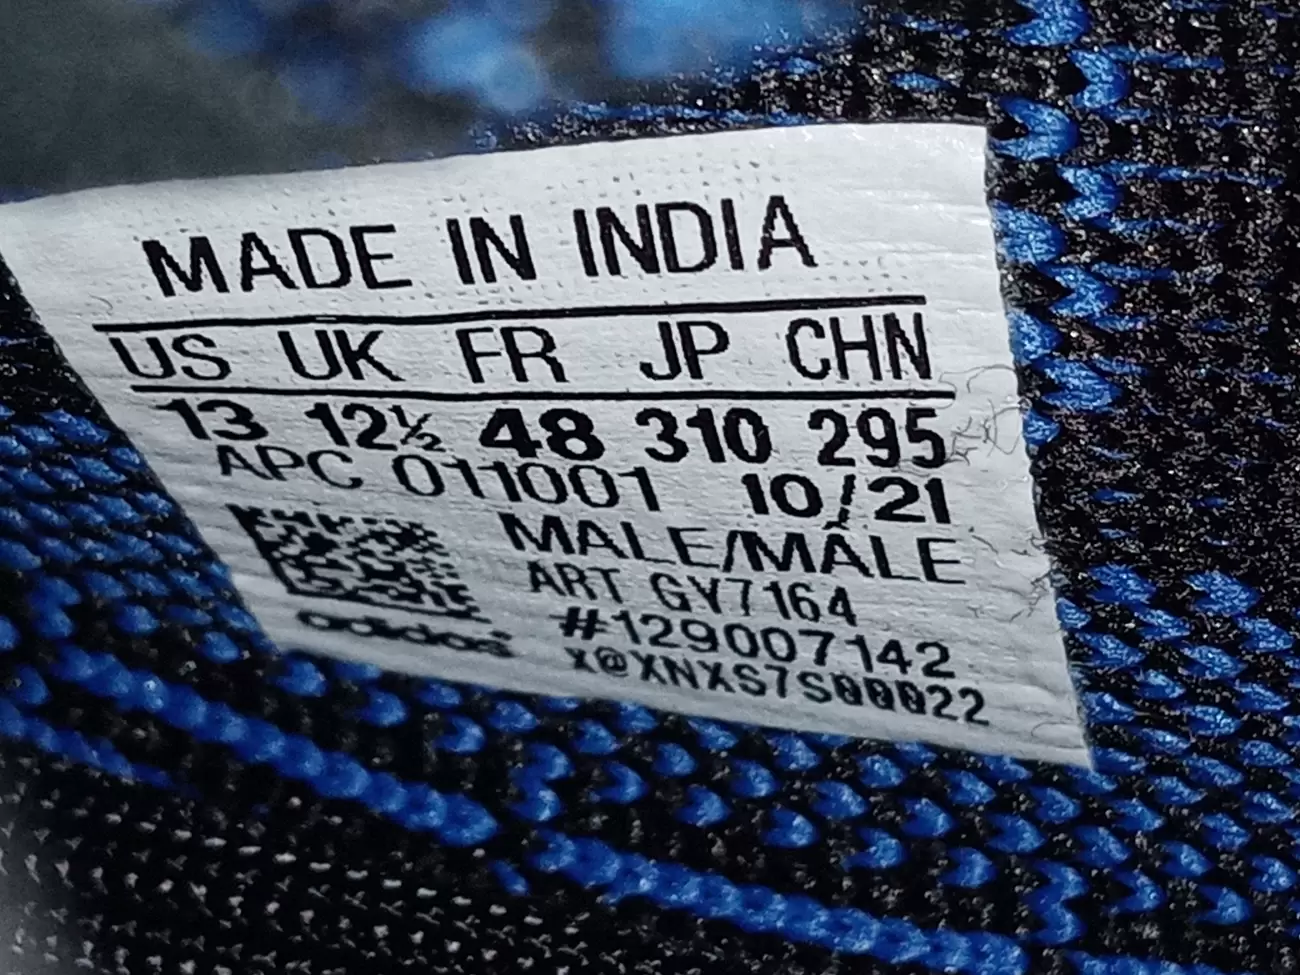 MADE IN INDIA
US UK FR JP CHN
13 12½ 48 310 295
APC 011001 10/21
MALE/MÂLE
ART GY7164
#129007142
adidas X@XNXS7S000022